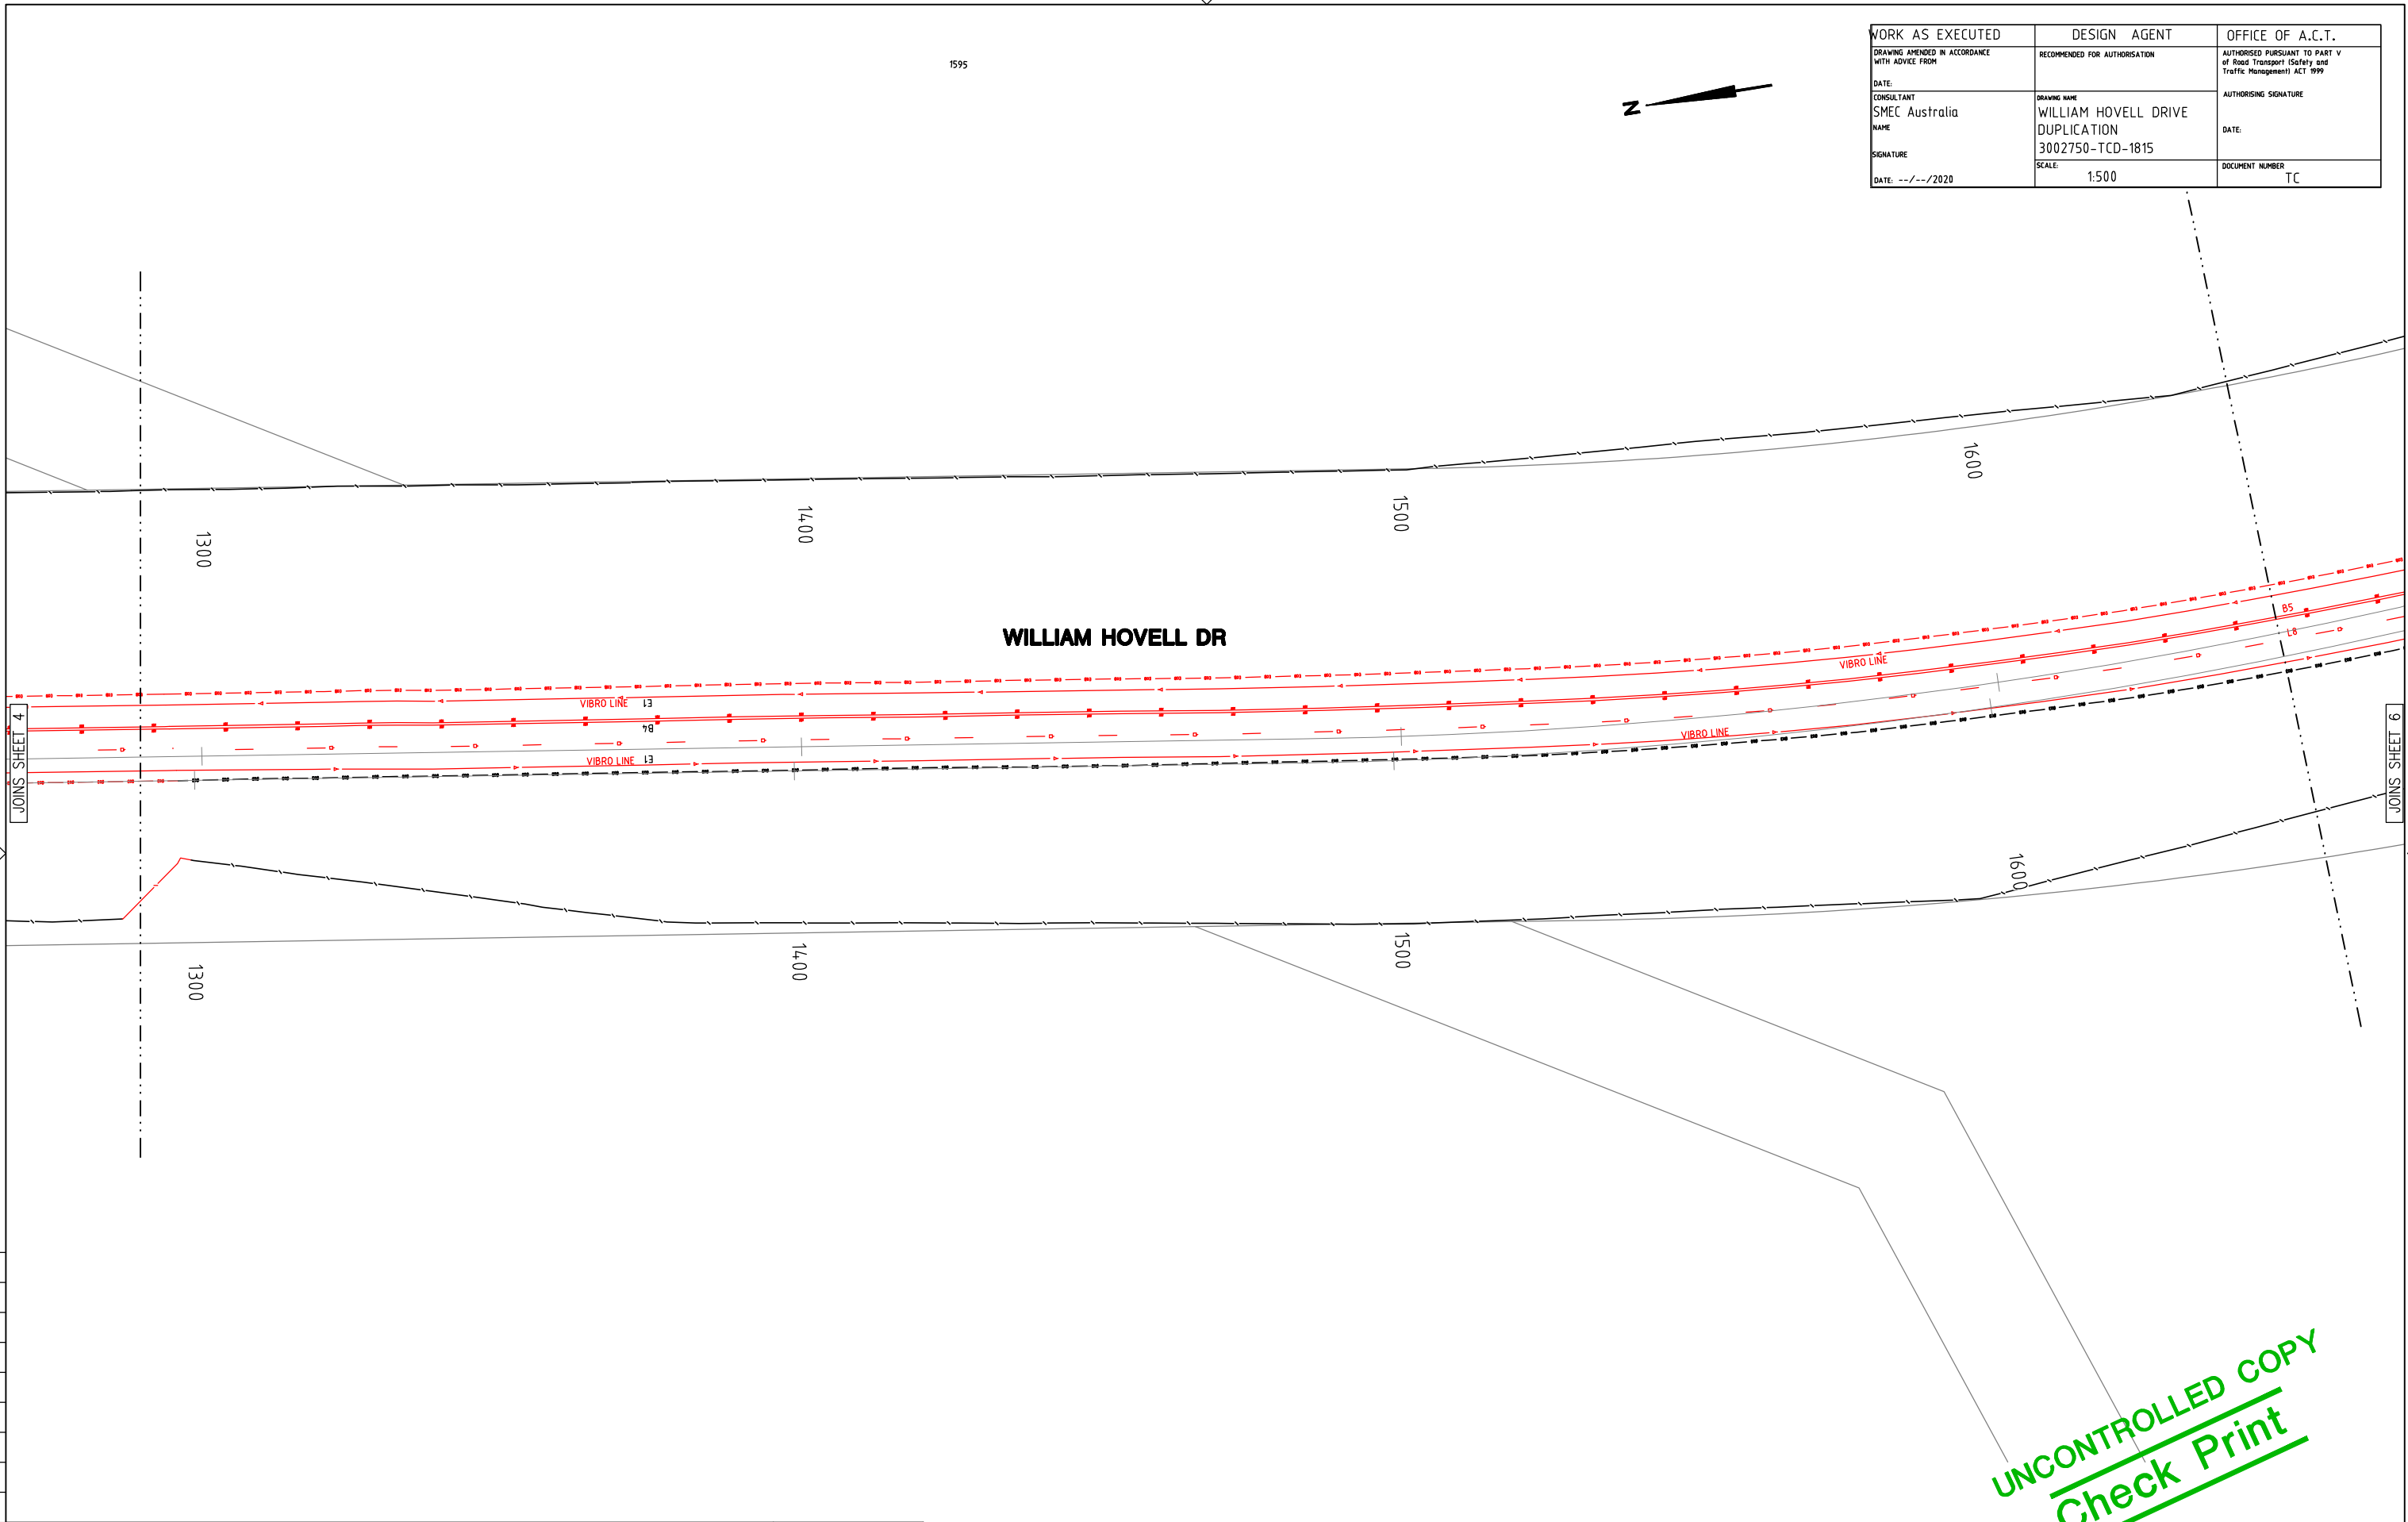 1595
N
WORK AS EXECUTED
DRAWING AMENDED IN ACCORDANCE
WITH ADVICE FROM
DATE:
CONSULTANT
SMEC Australia
NAME
SIGNATURE
DATE: --/--/2020
DESIGN AGENT
RECOMMENDED FOR AUTHORISATION
DRAWING NAME
WILLIAM HOVELL DRIVE
DUPLICATION
3002750-TCD-1815
SCALE:
1:500
OFFICE OF A.C.T.
AUTHORISED PURSUANT TO PART V
of Road Transport (Safety and
Traffic Management) ACT 1999
AUTHORISING SIGNATURE
DATE:
DOCUMENT NUMBER
TC
1300
1400
1500
1600
WILLIAM HOVELL DR
B5
L8
VIBRO LINE
VIBRO LINE E1
B4
VIBRO LINE
VIBRO LINE E1
JOINS SHEET 4
JOINS SHEET 6
1300
1400
1500
1600
UNCONTROLLED COPY
Check Print